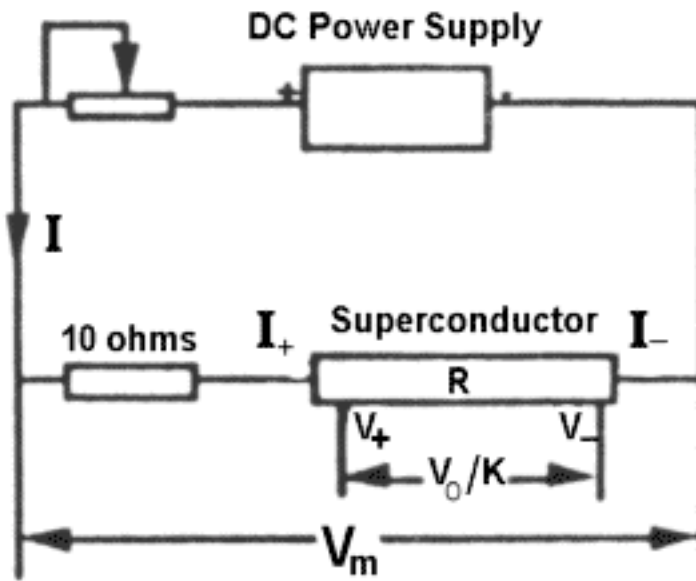 DC Power Supply
+ -
I
10 ohms I₊ Superconductor I₋
R
V₊ V₋
V₀/K
Vₘ